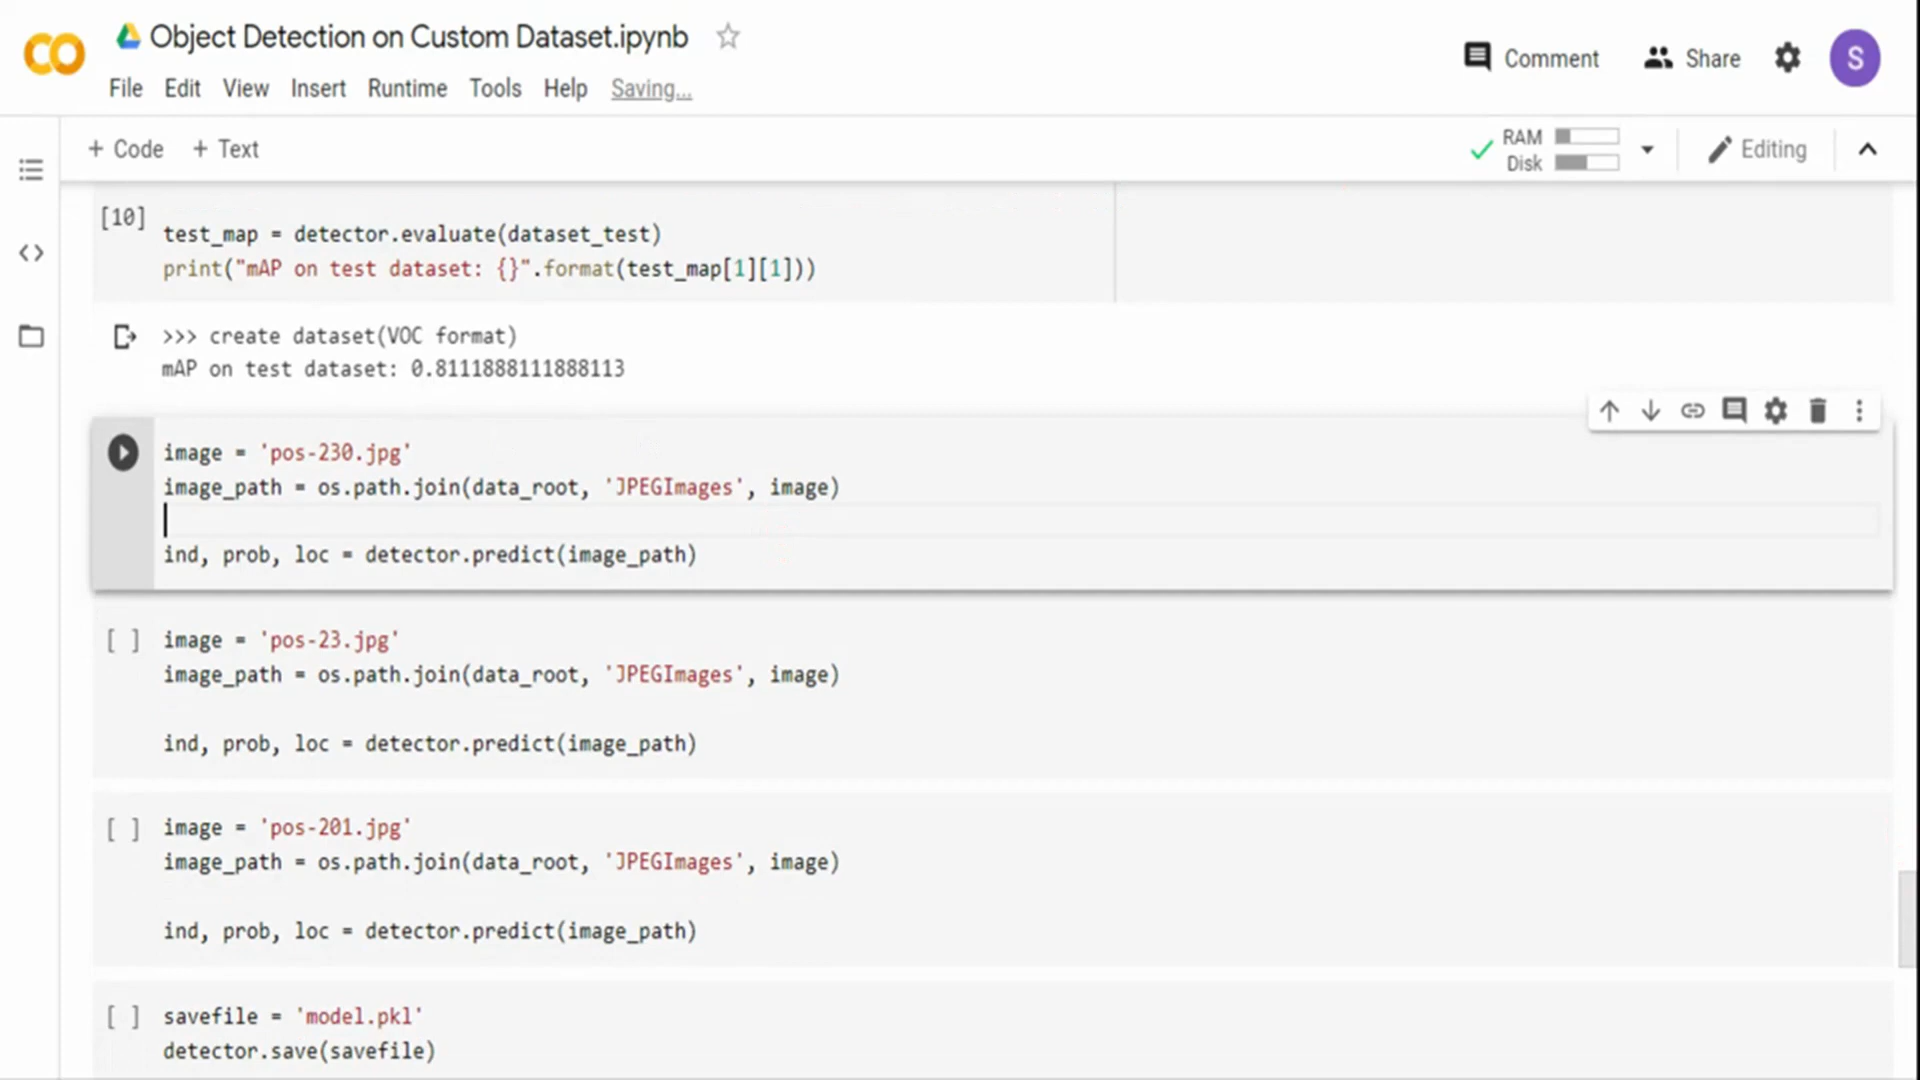 Object Detection on Custom Dataset.ipynb
File Edit View Insert Runtime Tools Help Saving...
Comment Share S
+ Code + Text
RAM
Disk
Editing
[10]
test_map = detector.evaluate(dataset_test)
print("mAP on test dataset: {}".format(test_map[1][1]))
>>> create dataset(VOC format)
mAP on test dataset: 0.8111888111888113
image = 'pos-230.jpg'
image_path = os.path.join(data_root, 'JPEGImages', image)
ind, prob, loc = detector.predict(image_path)
[ ] image = 'pos-23.jpg'
image_path = os.path.join(data_root, 'JPEGImages', image)
ind, prob, loc = detector.predict(image_path)
[ ] image = 'pos-201.jpg'
image_path = os.path.join(data_root, 'JPEGImages', image)
ind, prob, loc = detector.predict(image_path)
[ ] savefile = 'model.pkl'
detector.save(savefile)